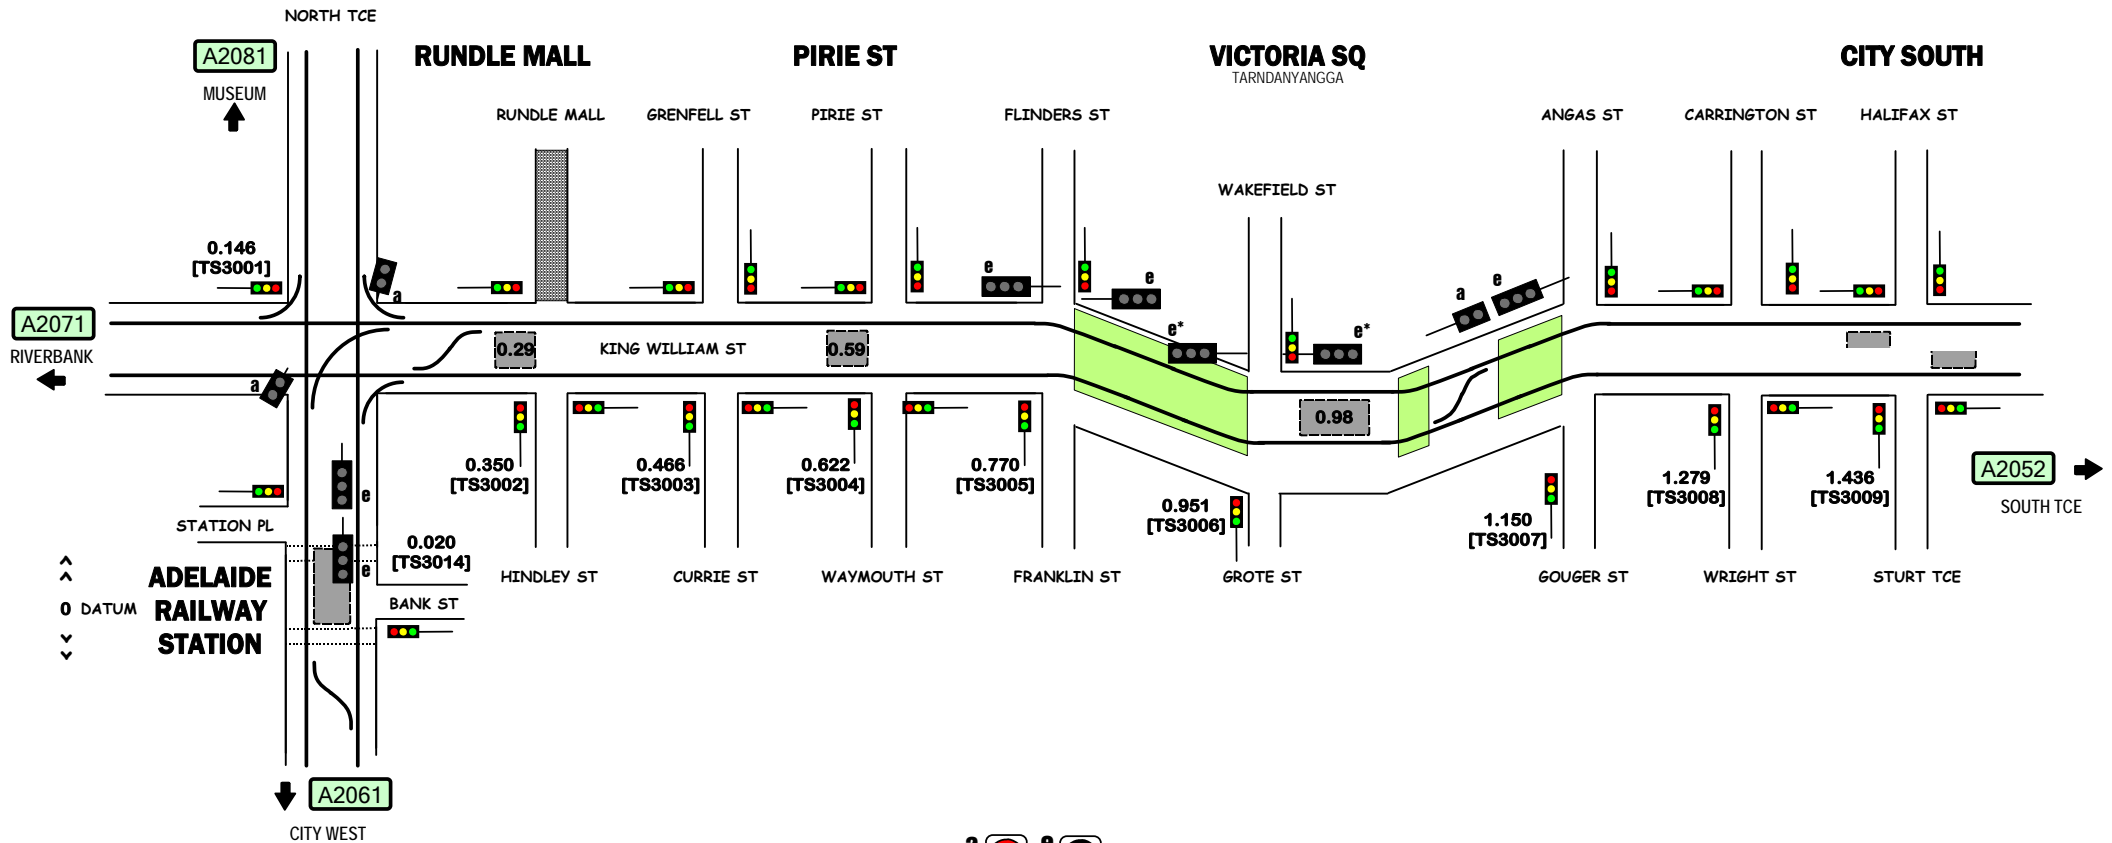 NORTH TCE
A2081
MUSEUM
RUNDLE MALL
PIRIE ST
VICTORIA SQ
TARNDANYANGGA
CITY SOUTH
RUNDLE MALL
GRENFELL ST
PIRIE ST
FLINDERS ST
WAKEFIELD ST
ANGAS ST
CARRINGTON ST
HALIFAX ST
0.146
[TS3001]
a
e
e
e*
e*
a
e
A2071
RIVERBANK
a
0.29
KING WILLIAM ST
0.59
0.98
0.350
[TS3002]
0.466
[TS3003]
0.622
[TS3004]
0.770
[TS3005]
0.951
[TS3006]
1.150
[TS3007]
1.279
[TS3008]
1.436
[TS3009]
A2052
SOUTH TCE
e
STATION PL
0.020
[TS3014]
e
HINDLEY ST
CURRIE ST
WAYMOUTH ST
FRANKLIN ST
GROTE ST
GOUGER ST
WRIGHT ST
STURT TCE
0 DATUM
ADELAIDE
RAILWAY
STATION
BANK ST
A2061
CITY WEST